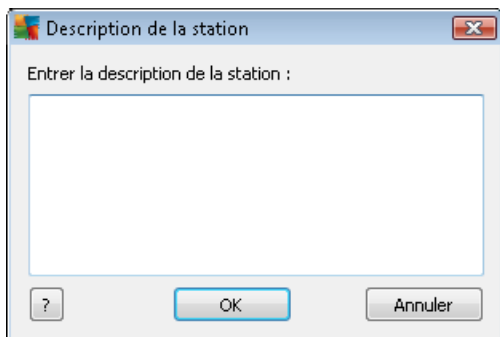 Description de la station
Entrer la description de la station :
?
OK
Annuler